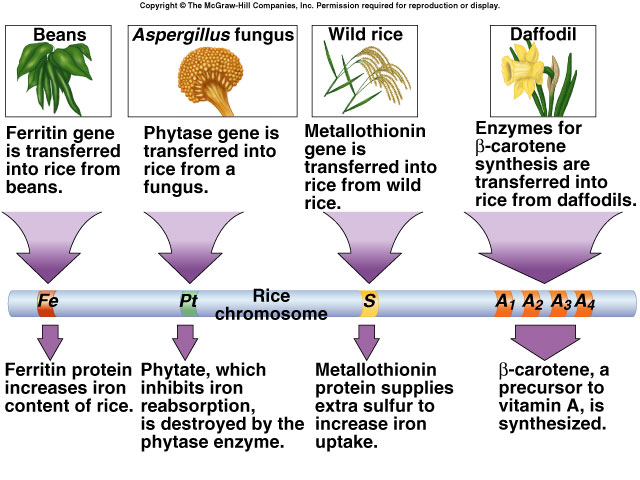 Copyright © The McGraw-Hill Companies, Inc. Permission required for reproduction or display.
Beans
Aspergillus fungus
Wild rice
Daffodil
Ferritin gene
is transferred
into rice from
beans.
Phytase gene is
transferred into
rice from a
fungus.
Metallothionin
gene is
transferred into
rice from wild
rice.
Enzymes for
β-carotene
synthesis are
transferred into
rice from daffodils.
Fe
Pt
Rice
chromosome
S
A1 A2 A3 A4
Ferritin protein
increases iron
content of rice.
Phytate, which
inhibits iron
reabsorption,
is destroyed by the
phytase enzyme.
Metallothionin
protein supplies
extra sulfur to
increase iron
uptake.
β-carotene, a
precursor to
vitamin A, is
synthesized.